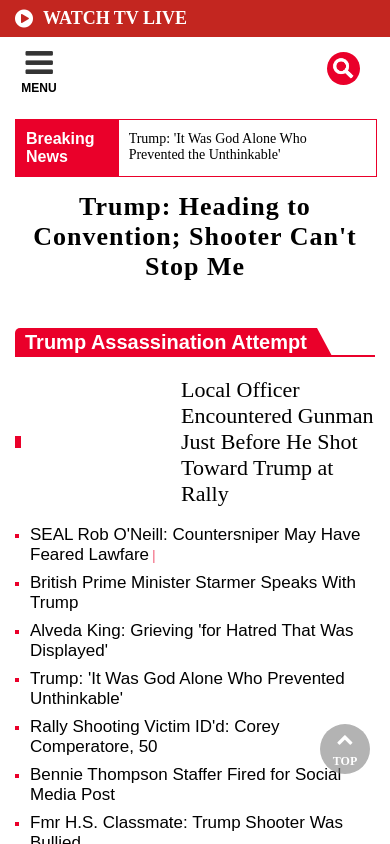 WATCH TV LIVE
MENU
Breaking
News
Trump: 'It Was God Alone Who
Prevented the Unthinkable'
Trump: Heading to
Convention; Shooter Can't
Stop Me
Trump Assassination Attempt
Local Officer
Encountered Gunman
Just Before He Shot
Toward Trump at
Rally
SEAL Rob O'Neill: Countersniper May Have
Feared Lawfare |
British Prime Minister Starmer Speaks With
Trump
Alveda King: Grieving 'for Hatred That Was
Displayed'
Trump: 'It Was God Alone Who Prevented
Unthinkable'
Rally Shooting Victim ID'd: Corey
Comperatore, 50
TOP
Bennie Thompson Staffer Fired for Social
Media Post
Fmr H.S. Classmate: Trump Shooter Was
Bullied